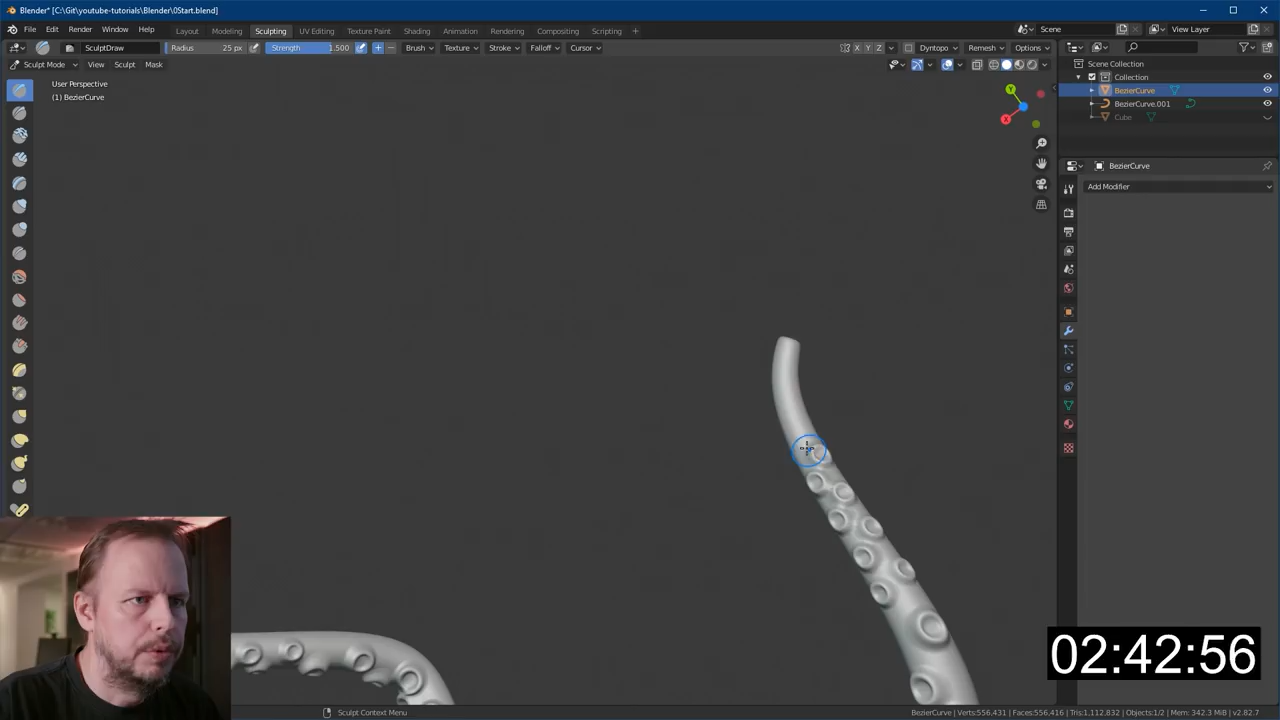 Blender* [C:\Git\youtube-tutorials\Blender\0Start.blend]
File Edit Render Window Help Layout Modeling Sculpting UV Editing Texture Paint Shading Animation Rendering Compositing Scripting + Scene View Layer
SculptDraw Radius 25 px Strength 1.500 Brush Texture Stroke Falloff Cursor X Y Z Dyntopo Remesh Options
Sculpt Mode View Sculpt Mask
Scene Collection
Collection
BezierCurve
BezierCurve.001
Cube
User Perspective
(1) BezierCurve
Y
X
BezierCurve
Add Modifier
02:42:56
Sculpt Context Menu
BezierCurve | Verts:556,431 | Faces:556,416 | Tris:1,112,832 | Objects:1/2 | Mem: 342.3 MiB | v2.82.7